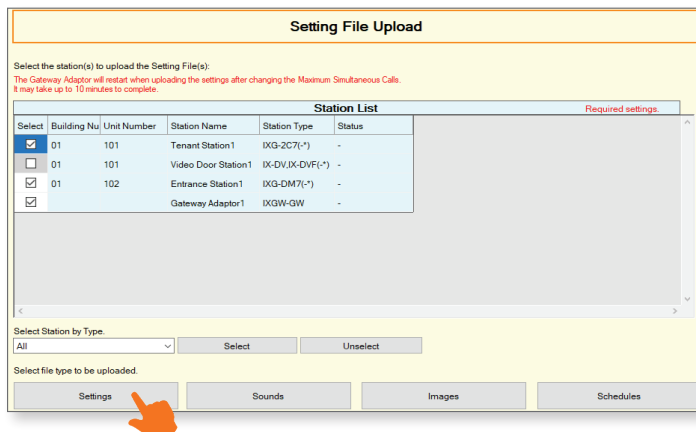 Setting File Upload
Select the station(s) to upload the Setting File(s):
The Gateway Adaptor will restart when uploading the settings after changing the Maximum Simultaneous Calls.
It may take up to 10 minutes to complete.
Station List Required settings.
Select Building Nu Unit Number Station Name Station Type Status
01 101 Tenant Station1 IXG-2C7(-*) -
01 101 Video Door Station1 IX-DV,IX-DVF(-*) -
01 102 Entrance Station1 IXG-DM7(-*) -
Gateway Adaptor1 IXGW-GW -
Select Station by Type.
All Select Unselect
Select file type to be uploaded.
Settings Sounds Images Schedules